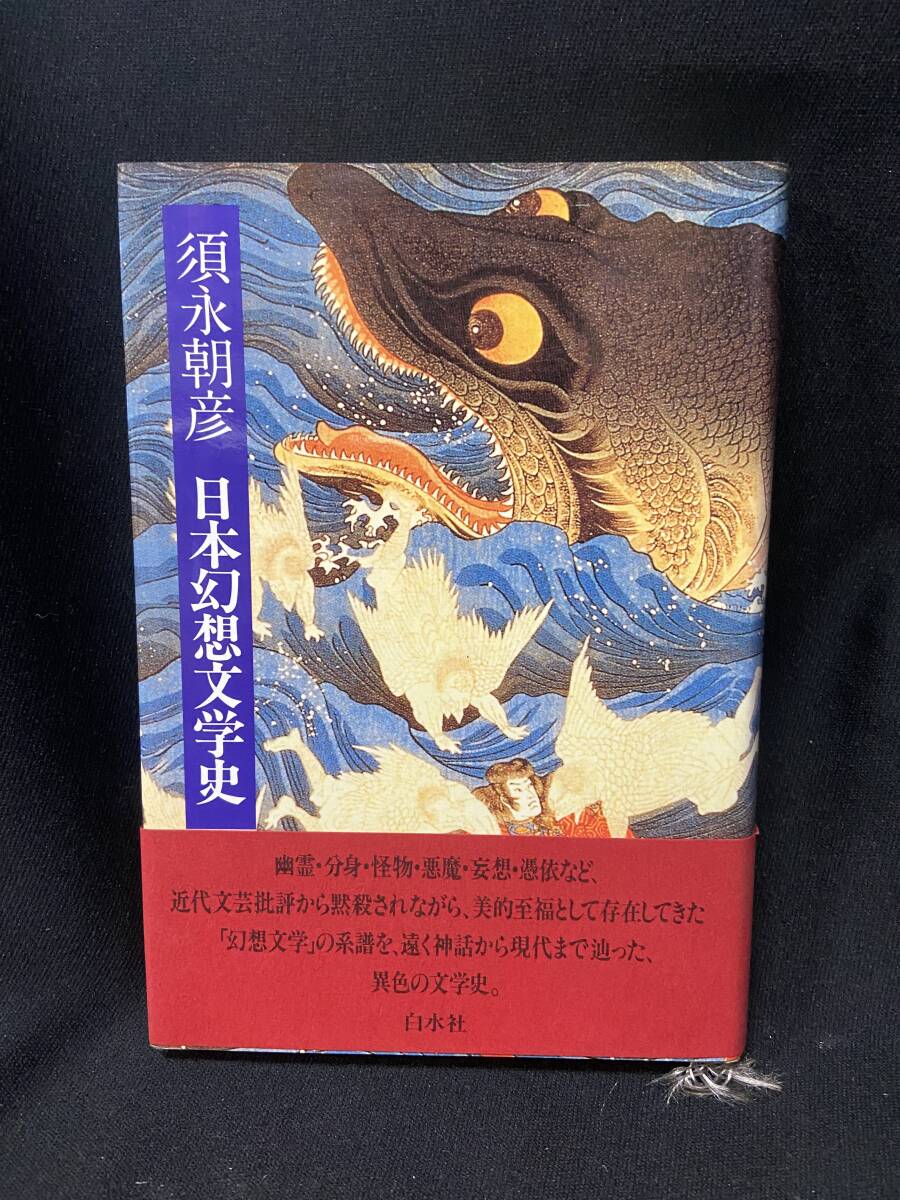 須永朝彦 日本幻想文学史
幽霊・分身・怪物・悪魔・妄想・憑依など、
近代文芸批評から黙殺されながら、美的至福として存在してきた
「幻想文学」の系譜を、遠く神話から現代まで辿った、
異色の文学史。
白水社